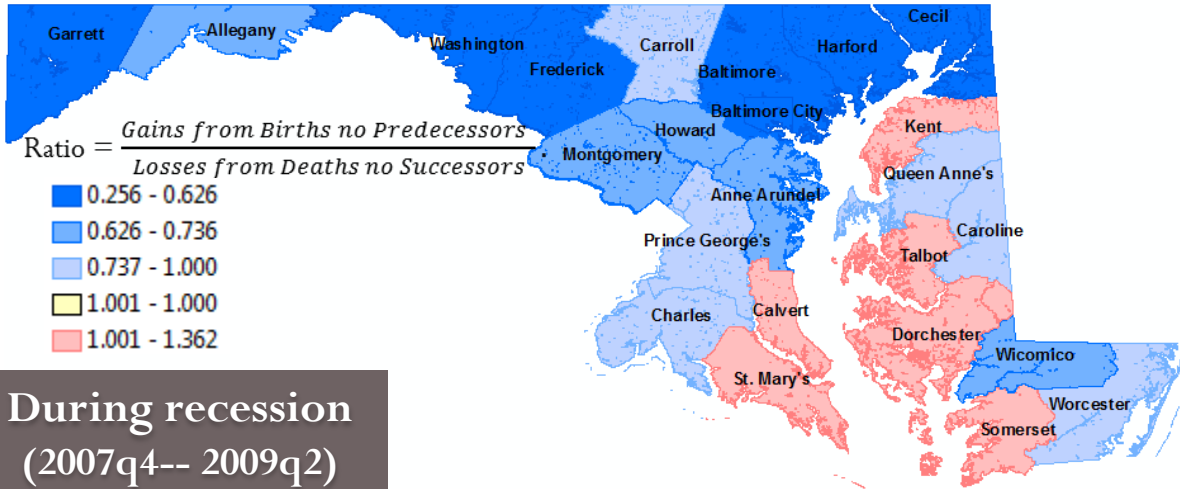 Cecil
Garrett
Allegany
Washington
Carroll
Harford
Frederick
Baltimore
Baltimore City
Kent
Howard
Montgomery
Queen Anne's
Anne Arundel
Prince George's
Caroline
Talbot
Charles
Calvert
Dorchester
Wicomico
St. Mary's
Worcester
Somerset
Ratio = Gains from Births no Predecessors
Losses from Deaths no Successors
0.256 - 0.626
0.626 - 0.736
0.737 - 1.000
1.001 - 1.000
1.001 - 1.362
During recession
(2007q4-- 2009q2)